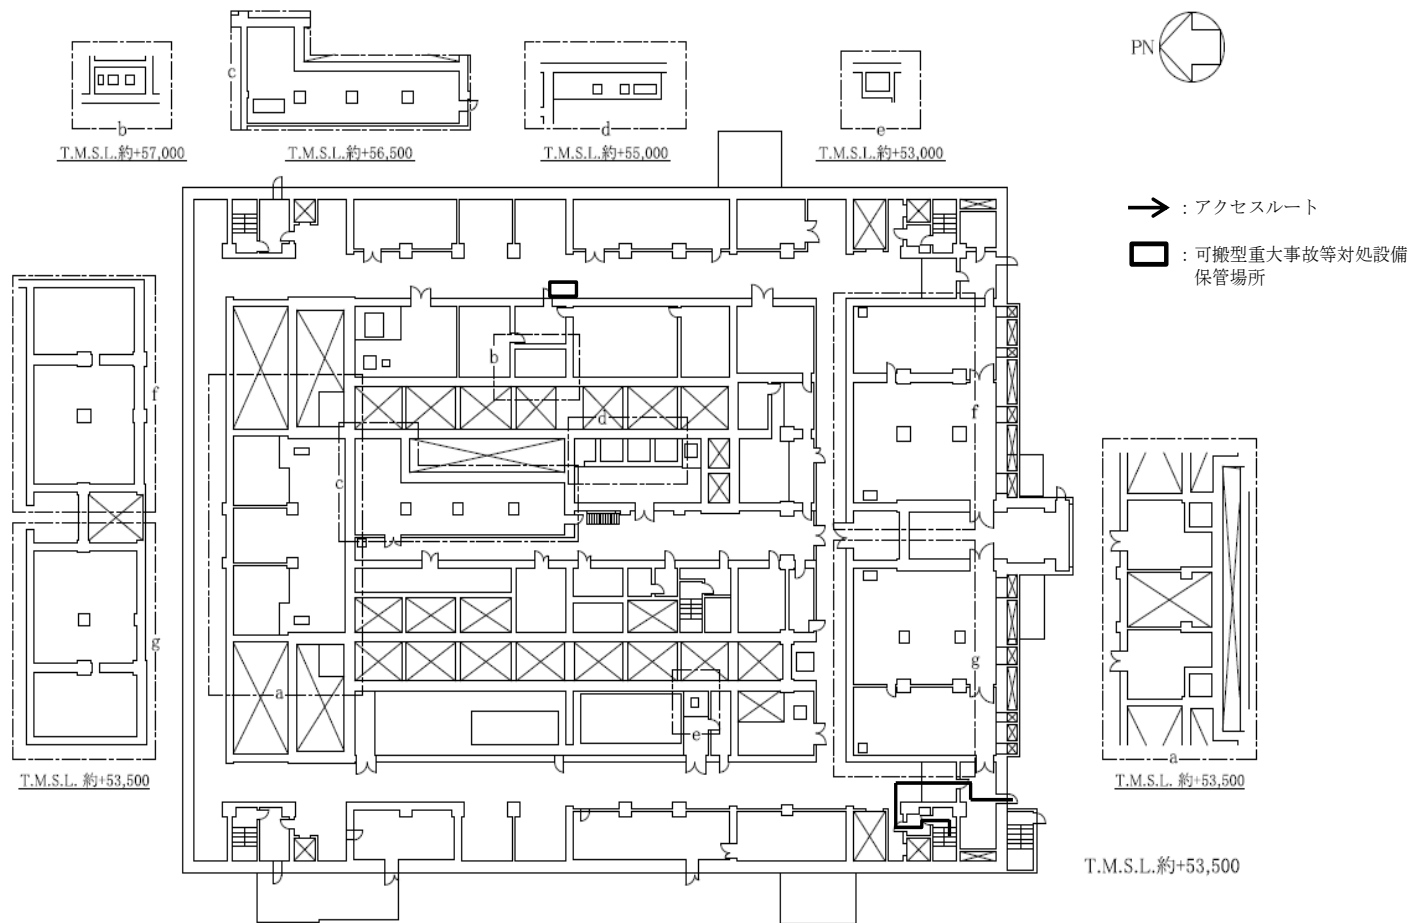 PN
c
b
d
e
T.M.S.L.約+57,000
T.M.S.L.約+56,500
T.M.S.L.約+55,000
T.M.S.L.約+53,000
：アクセスルート
：可搬型重大事故等対処設備
保管場所
f
g
T.M.S.L. 約+53,500
b
d
c
f
a
e
g
a
T.M.S.L. 約+53,500
T.M.S.L.約+53,500